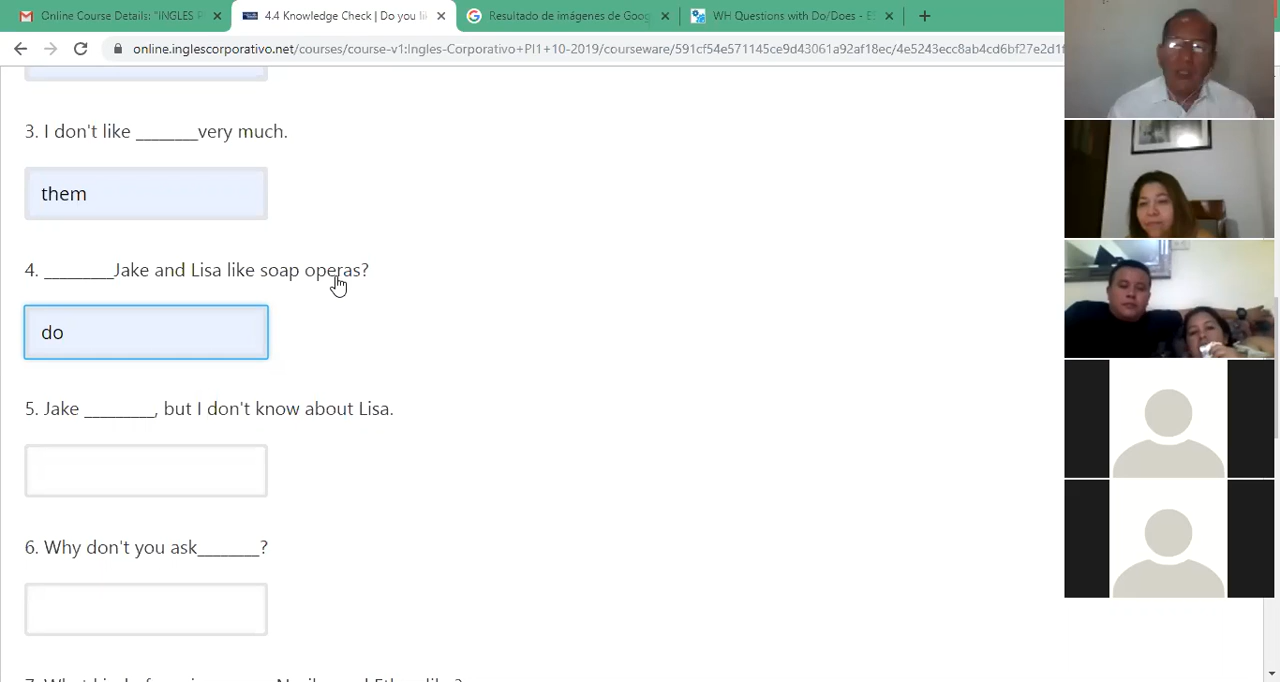 Online Course Details: "INGLES P
4.4 Knowledge Check | Do you li
Resultado de imágenes de Goog
WH Questions with Do/Does - ES
online.inglescorporativo.net/courses/course-v1:Ingles-Corporativo+PI1+10-2019/courseware/591cf54e571145ce9d43061a92af18ec/4e5243ecc8ab4cd6bf27e2d1f
3. I don't like _______very much.
them
4. ________Jake and Lisa like soap operas?
do
5. Jake ________, but I don't know about Lisa.
6. Why don't you ask_______?